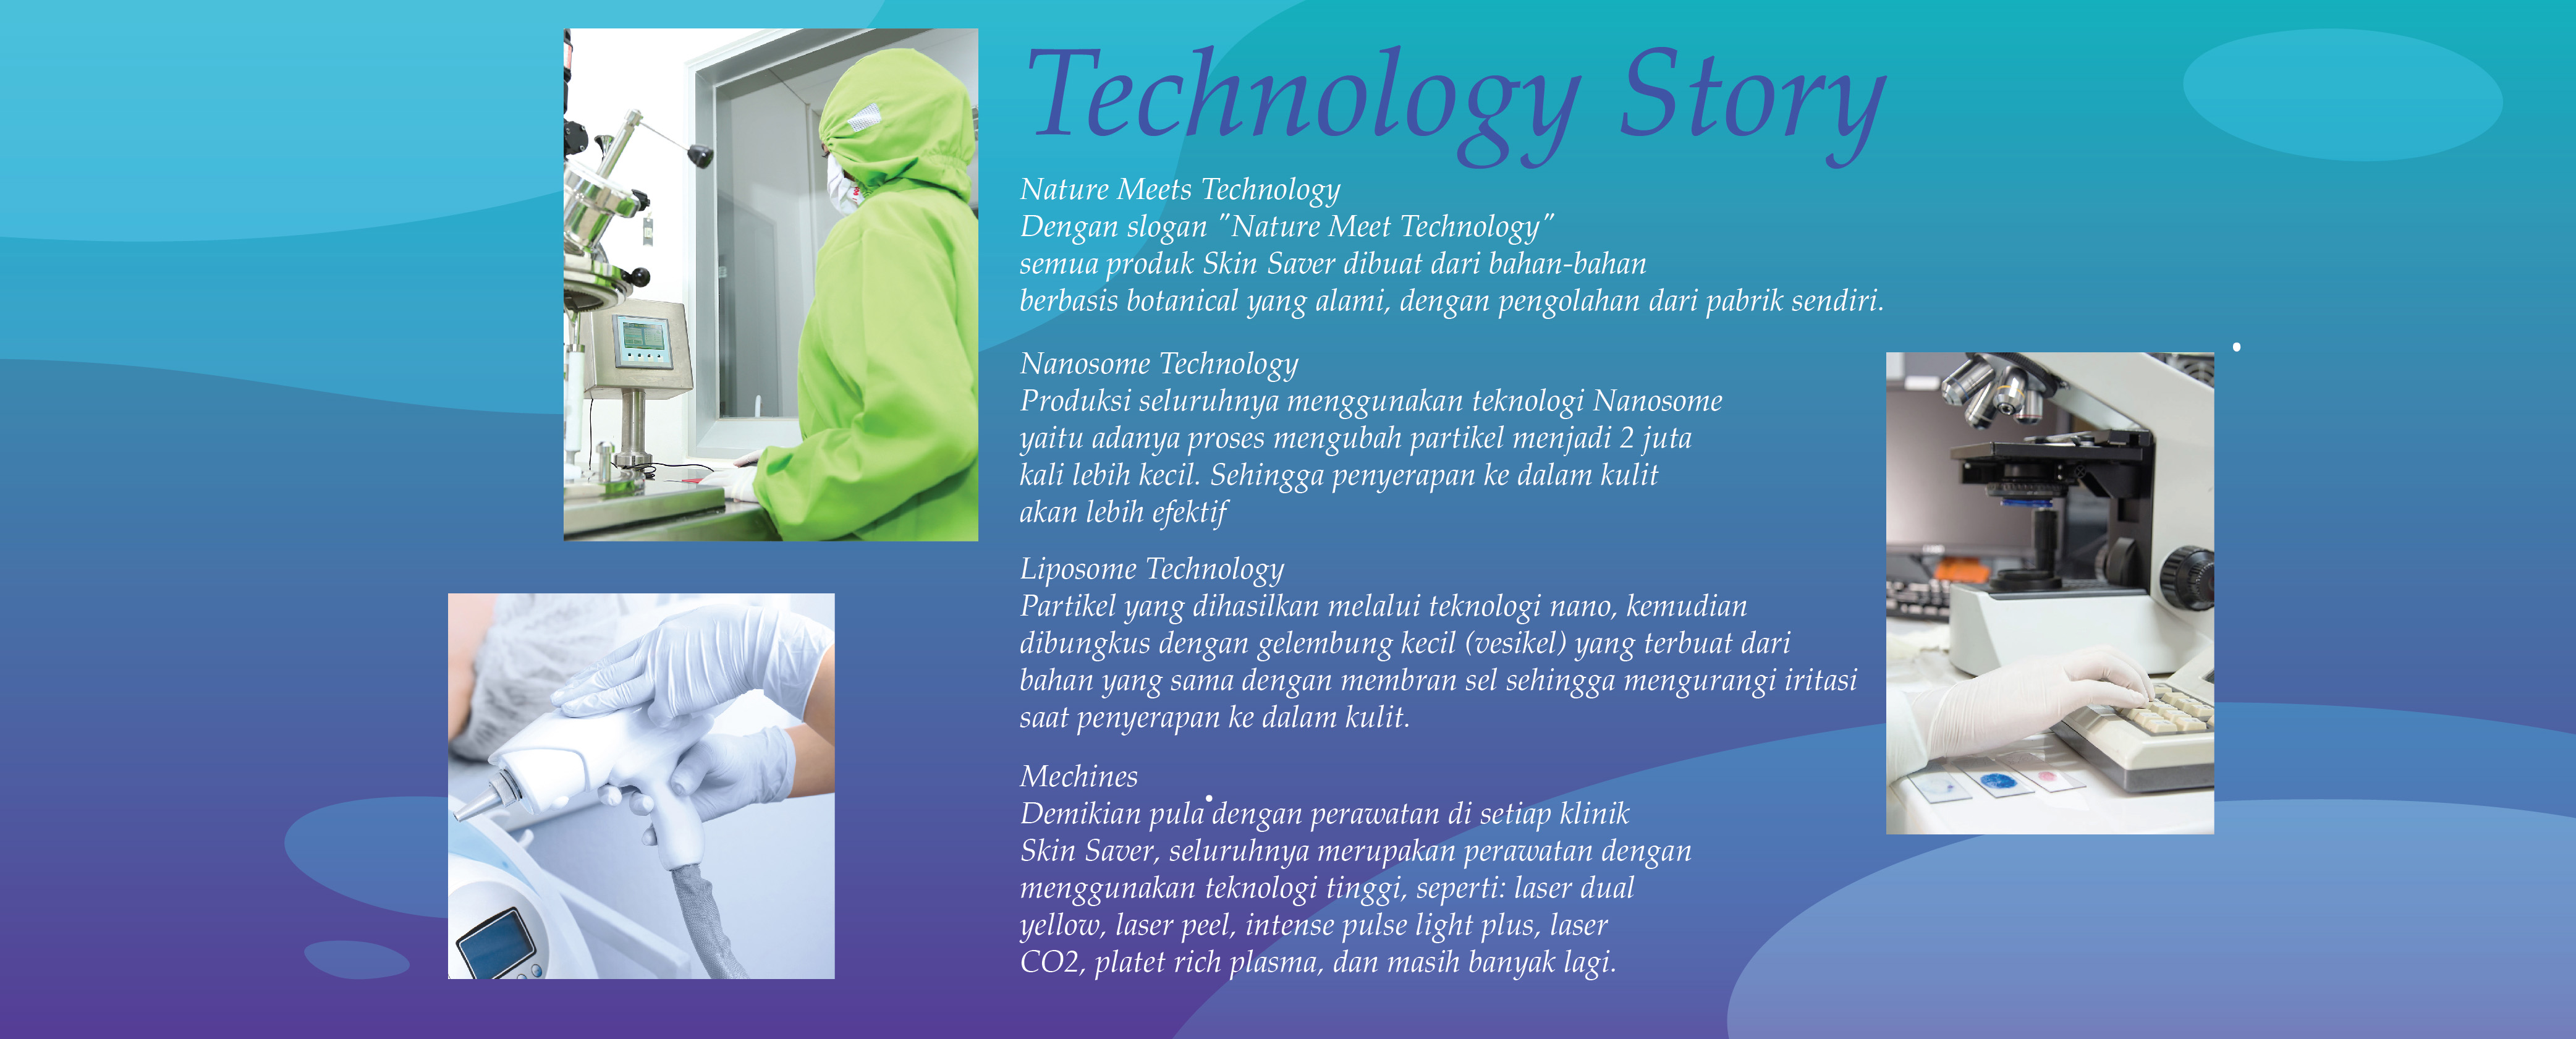 Technology Story
Nature Meets Technology
Dengan slogan "Nature Meet Technology"
semua produk Skin Saver dibuat dari bahan-bahan
berbasis botanical yang alami, dengan pengolahan dari pabrik sendiri.
Nanosome Technology
Produksi seluruhnya menggunakan teknologi Nanosome
yaitu adanya proses mengubah partikel menjadi 2 juta
kali lebih kecil. Sehingga penyerapan ke dalam kulit
akan lebih efektif
Liposome Technology
Partikel yang dihasilkan melalui teknologi nano, kemudian
dibungkus dengan gelembung kecil (vesikel) yang terbuat dari
bahan yang sama dengan membran sel sehingga mengurangi iritasi
saat penyerapan ke dalam kulit.
Mechines
Demikian pula dengan perawatan di setiap klinik
Skin Saver, seluruhnya merupakan perawatan dengan
menggunakan teknologi tinggi, seperti: laser dual
yellow, laser peel, intense pulse light plus, laser
CO2, platet rich plasma, dan masih banyak lagi.